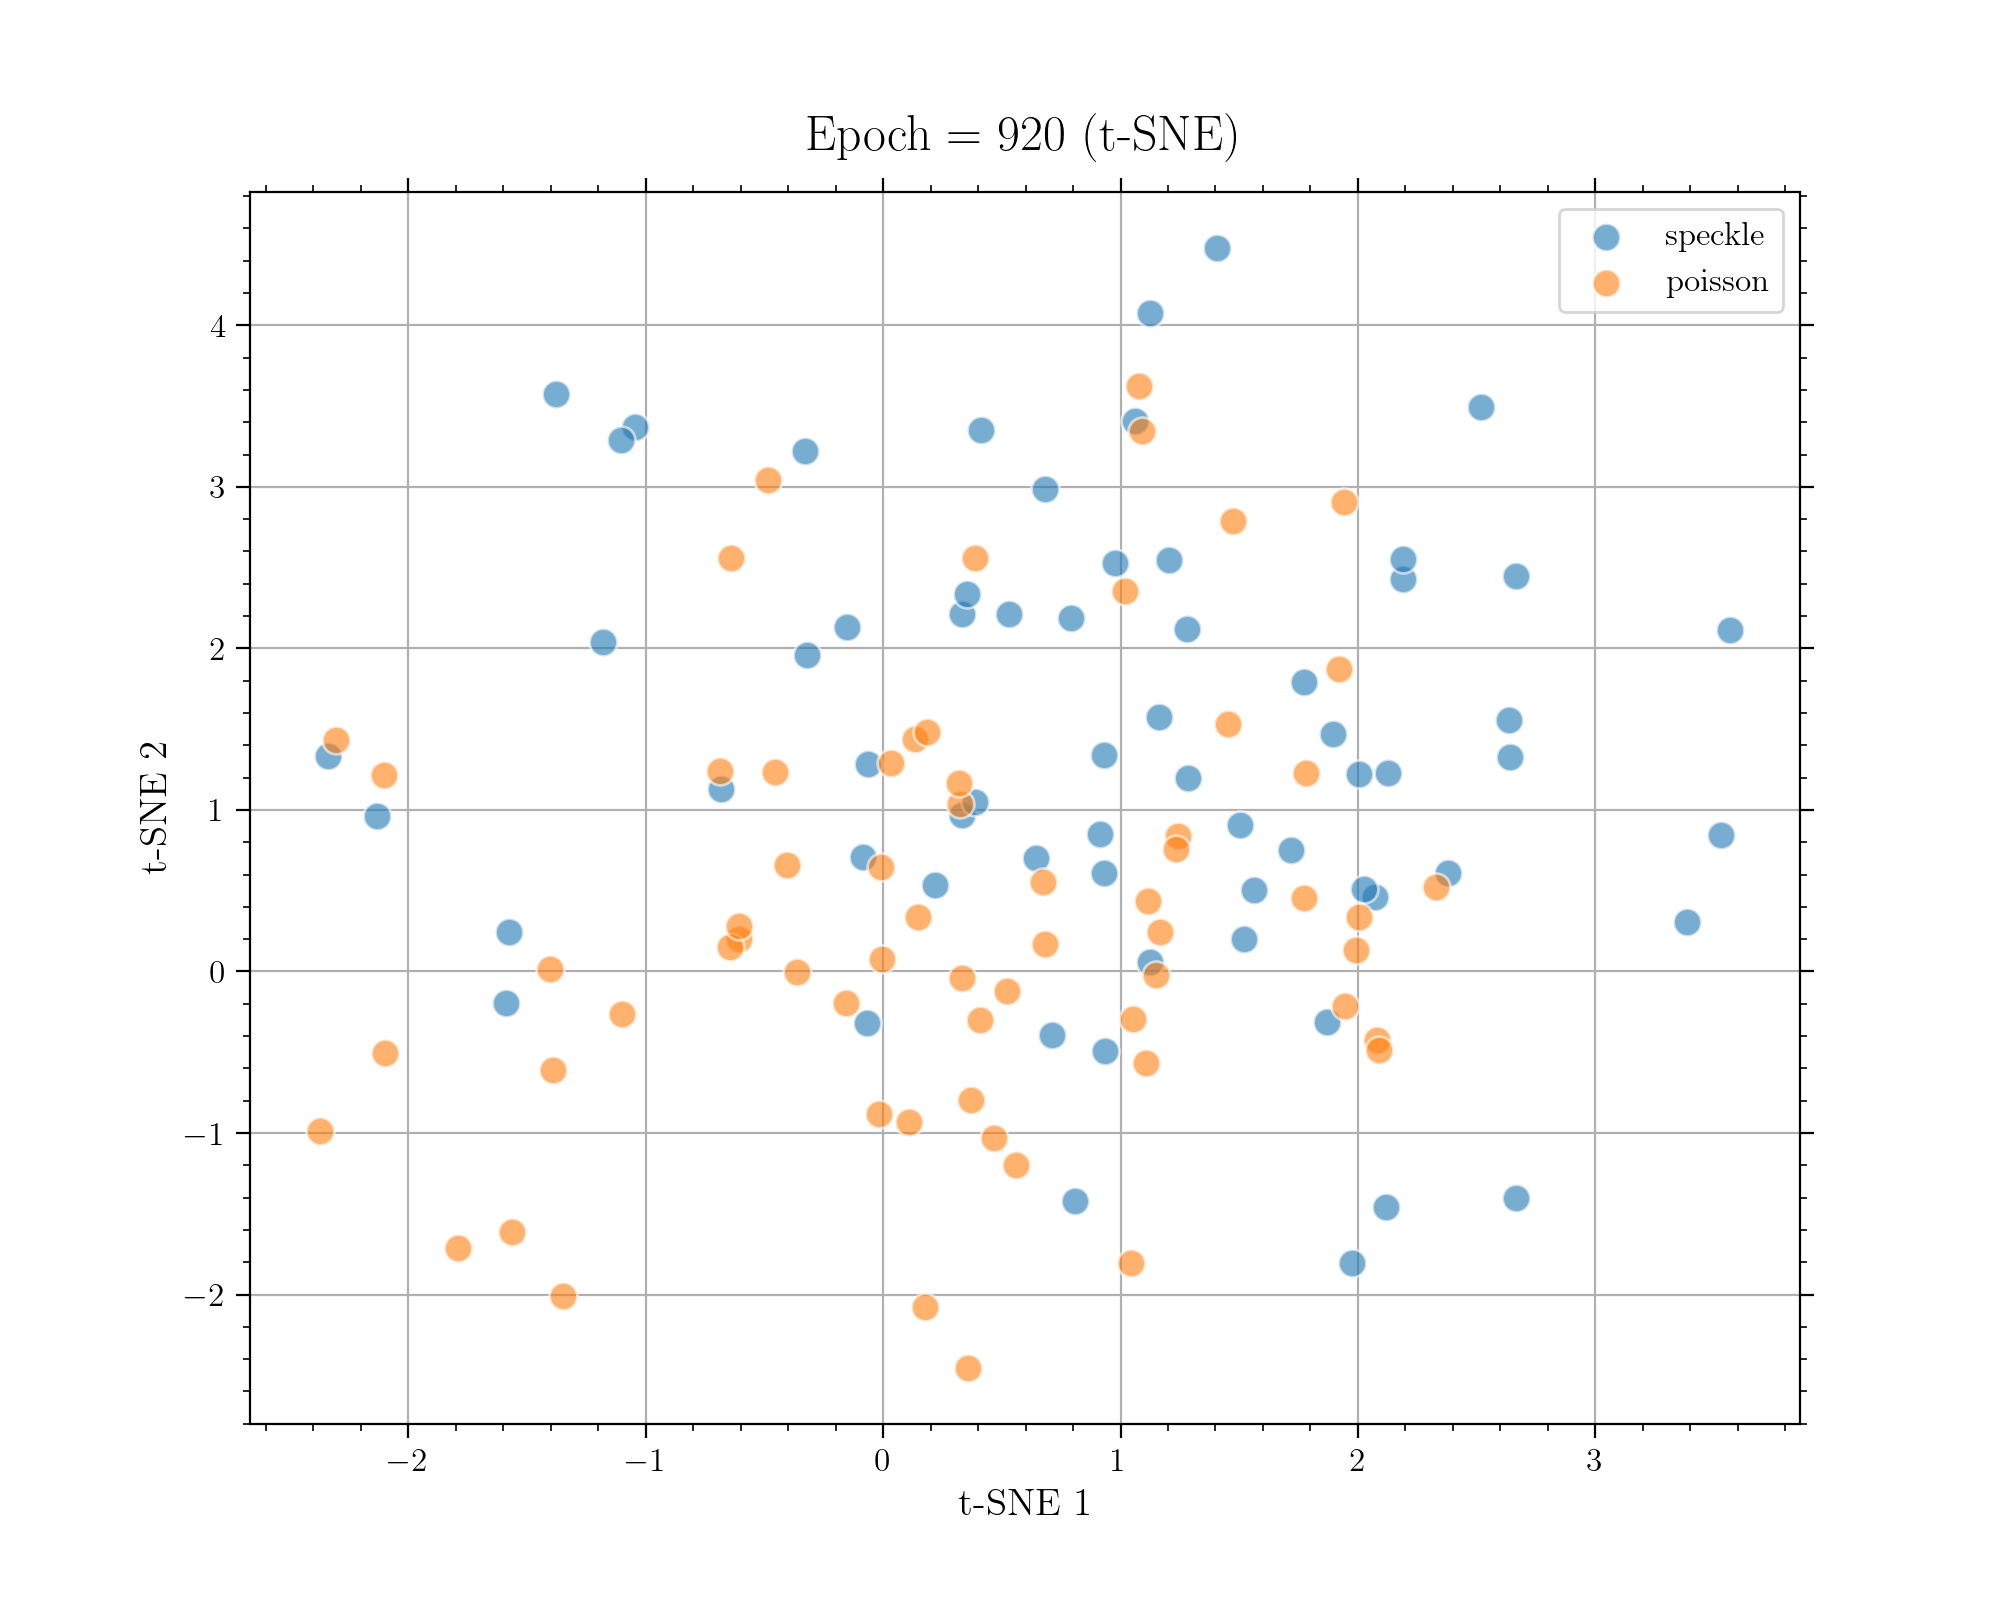 Epoch = 920 (t-SNE)
speckle
poisson
4
3
2
1
0
−1
−2
t-SNE 2
−2 −1 0 1 2 3
t-SNE 1